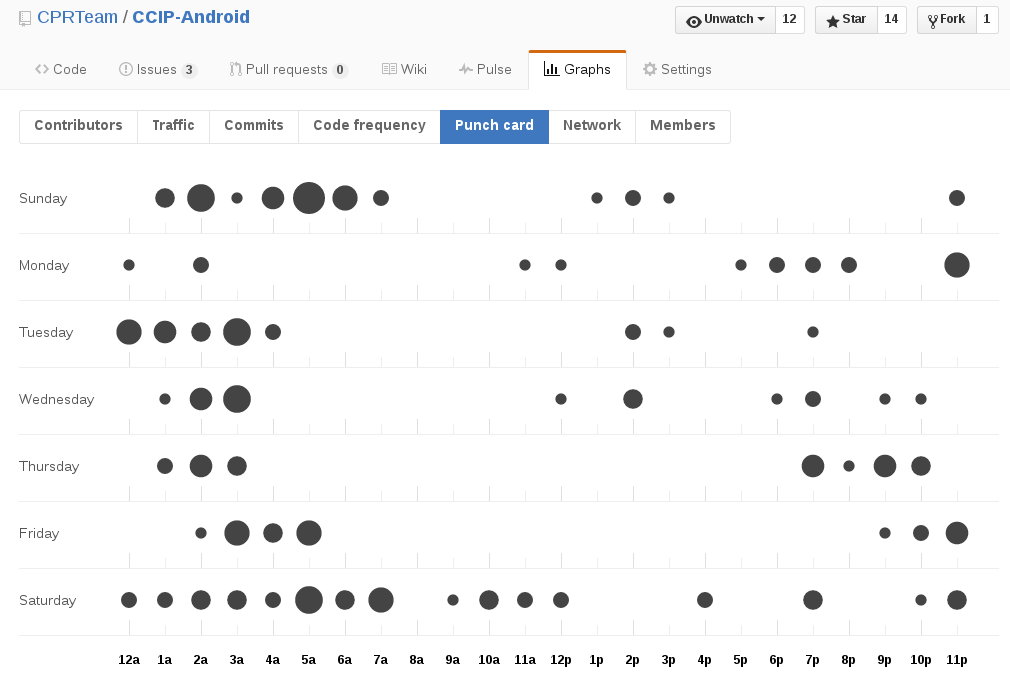 CPRTeam / CCIP-Android
Unwatch 12 Star 14 Fork 1
Code Issues 3 Pull requests 0 Wiki Pulse Graphs Settings
Contributors Traffic Commits Code frequency Punch card Network Members
Sunday
Monday
Tuesday
Wednesday
Thursday
Friday
Saturday
12a 1a 2a 3a 4a 5a 6a 7a 8a 9a 10a 11a 12p 1p 2p 3p 4p 5p 6p 7p 8p 9p 10p 11p